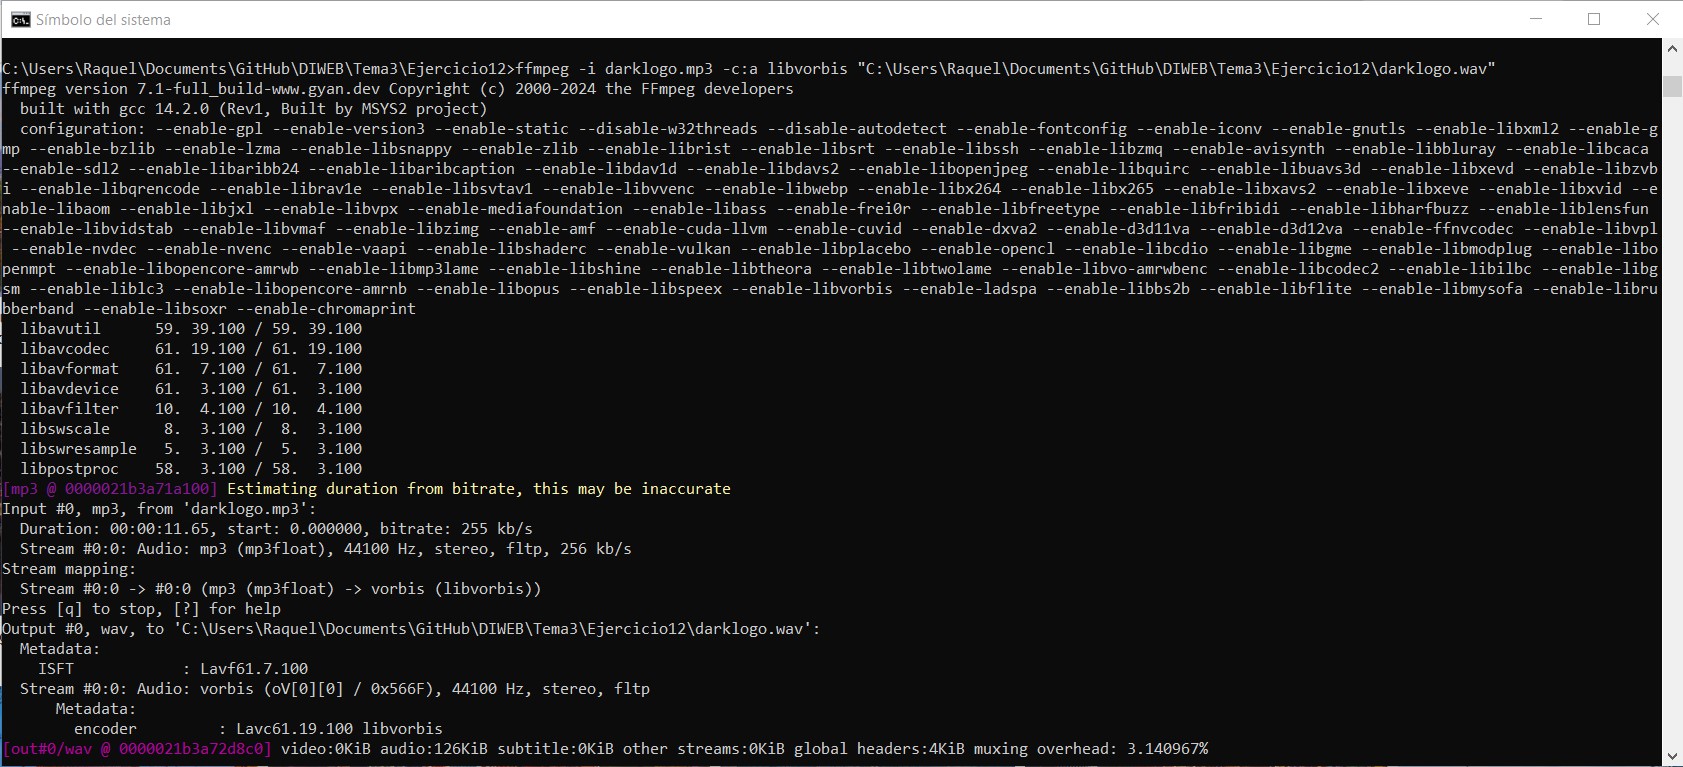 Símbolo del sistema
C:\Users\Raquel\Documents\GitHub\DIWEB\Tema3\Ejercicio12>ffmpeg -i darklogo.mp3 -c:a libvorbis "C:\Users\Raquel\Documents\GitHub\DIWEB\Tema3\Ejercicio12\darklogo.wav"
ffmpeg version 7.1-full_build-www.gyan.dev Copyright (c) 2000-2024 the FFmpeg developers
  built with gcc 14.2.0 (Rev1, Built by MSYS2 project)
  configuration: --enable-gpl --enable-version3 --enable-static --disable-w32threads --disable-autodetect --enable-fontconfig --enable-iconv --enable-gnutls --enable-libxml2 --enable-g
mp --enable-bzlib --enable-lzma --enable-libsnappy --enable-zlib --enable-librist --enable-libsrt --enable-libssh --enable-libzmq --enable-avisynth --enable-libbluray --enable-libcaca
--enable-sdl2 --enable-libaribb24 --enable-libaribcaption --enable-libdav1d --enable-libdavs2 --enable-libopenjpeg --enable-libquirc --enable-libuavs3d --enable-libxevd --enable-libzvb
i --enable-libqrencode --enable-librav1e --enable-libsvtav1 --enable-libvvenc --enable-libwebp --enable-libx264 --enable-libx265 --enable-libxavs2 --enable-libxeve --enable-libxvid --e
nable-libaom --enable-libjxl --enable-libvpx --enable-mediafoundation --enable-libass --enable-frei0r --enable-libfreetype --enable-libfribidi --enable-libharfbuzz --enable-liblensfun
--enable-libvidstab --enable-libvmaf --enable-libzimg --enable-amf --enable-cuda-llvm --enable-cuvid --enable-dxva2 --enable-d3d11va --enable-d3d12va --enable-ffnvcodec --enable-libvpl
 --enable-nvdec --enable-nvenc --enable-vaapi --enable-libshaderc --enable-vulkan --enable-libplacebo --enable-opencl --enable-libcdio --enable-libgme --enable-libmodplug --enable-libo
penmpt --enable-libopencore-amrwb --enable-libmp3lame --enable-libshine --enable-libtheora --enable-libtwolame --enable-libvo-amrwbenc --enable-libcodec2 --enable-libilbc --enable-libg
sm --enable-liblc3 --enable-libopencore-amrnb --enable-libopus --enable-libspeex --enable-libvorbis --enable-ladspa --enable-libbs2b --enable-libflite --enable-libmysofa --enable-libru
bberband --enable-libsoxr --enable-chromaprint
  libavutil      59. 39.100 / 59. 39.100
  libavcodec     61. 19.100 / 61. 19.100
  libavformat    61.  7.100 / 61.  7.100
  libavdevice    61.  3.100 / 61.  3.100
  libavfilter    10.  4.100 / 10.  4.100
  libswscale      8.  3.100 /  8.  3.100
  libswresample   5.  3.100 /  5.  3.100
  libpostproc    58.  3.100 / 58.  3.100
[mp3 @ 0000021b3a71a100] Estimating duration from bitrate, this may be inaccurate
Input #0, mp3, from 'darklogo.mp3':
  Duration: 00:00:11.65, start: 0.000000, bitrate: 255 kb/s
  Stream #0:0: Audio: mp3 (mp3float), 44100 Hz, stereo, fltp, 256 kb/s
Stream mapping:
  Stream #0:0 -> #0:0 (mp3 (mp3float) -> vorbis (libvorbis))
Press [q] to stop, [?] for help
Output #0, wav, to 'C:\Users\Raquel\Documents\GitHub\DIWEB\Tema3\Ejercicio12\darklogo.wav':
  Metadata:
    ISFT            : Lavf61.7.100
  Stream #0:0: Audio: vorbis (oV[0][0] / 0x566F), 44100 Hz, stereo, fltp
      Metadata:
        encoder         : Lavc61.19.100 libvorbis
[out#0/wav @ 0000021b3a72d8c0] video:0KiB audio:126KiB subtitle:0KiB other streams:0KiB global headers:4KiB muxing overhead: 3.140967%